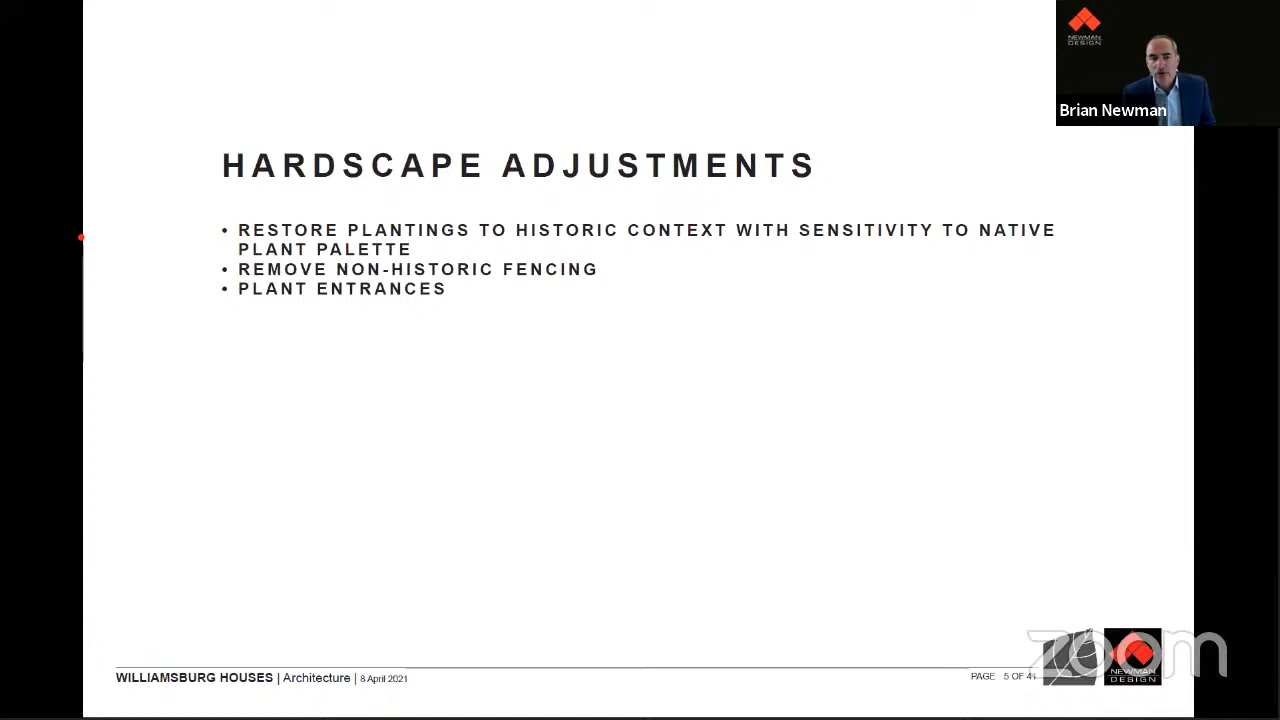 NEWMAN
DESIGN
Brian Newman
HARDSCAPE ADJUSTMENTS
• RESTORE PLANTINGS TO HISTORIC CONTEXT WITH SENSITIVITY TO NATIVE
PLANT PALETTE
• REMOVE NON-HISTORIC FENCING
• PLANT ENTRANCES
WILLIAMSBURG HOUSES | Architecture | 8 April 2021
PAGE 5 OF 41
zoom
NEWMAN
DESIGN